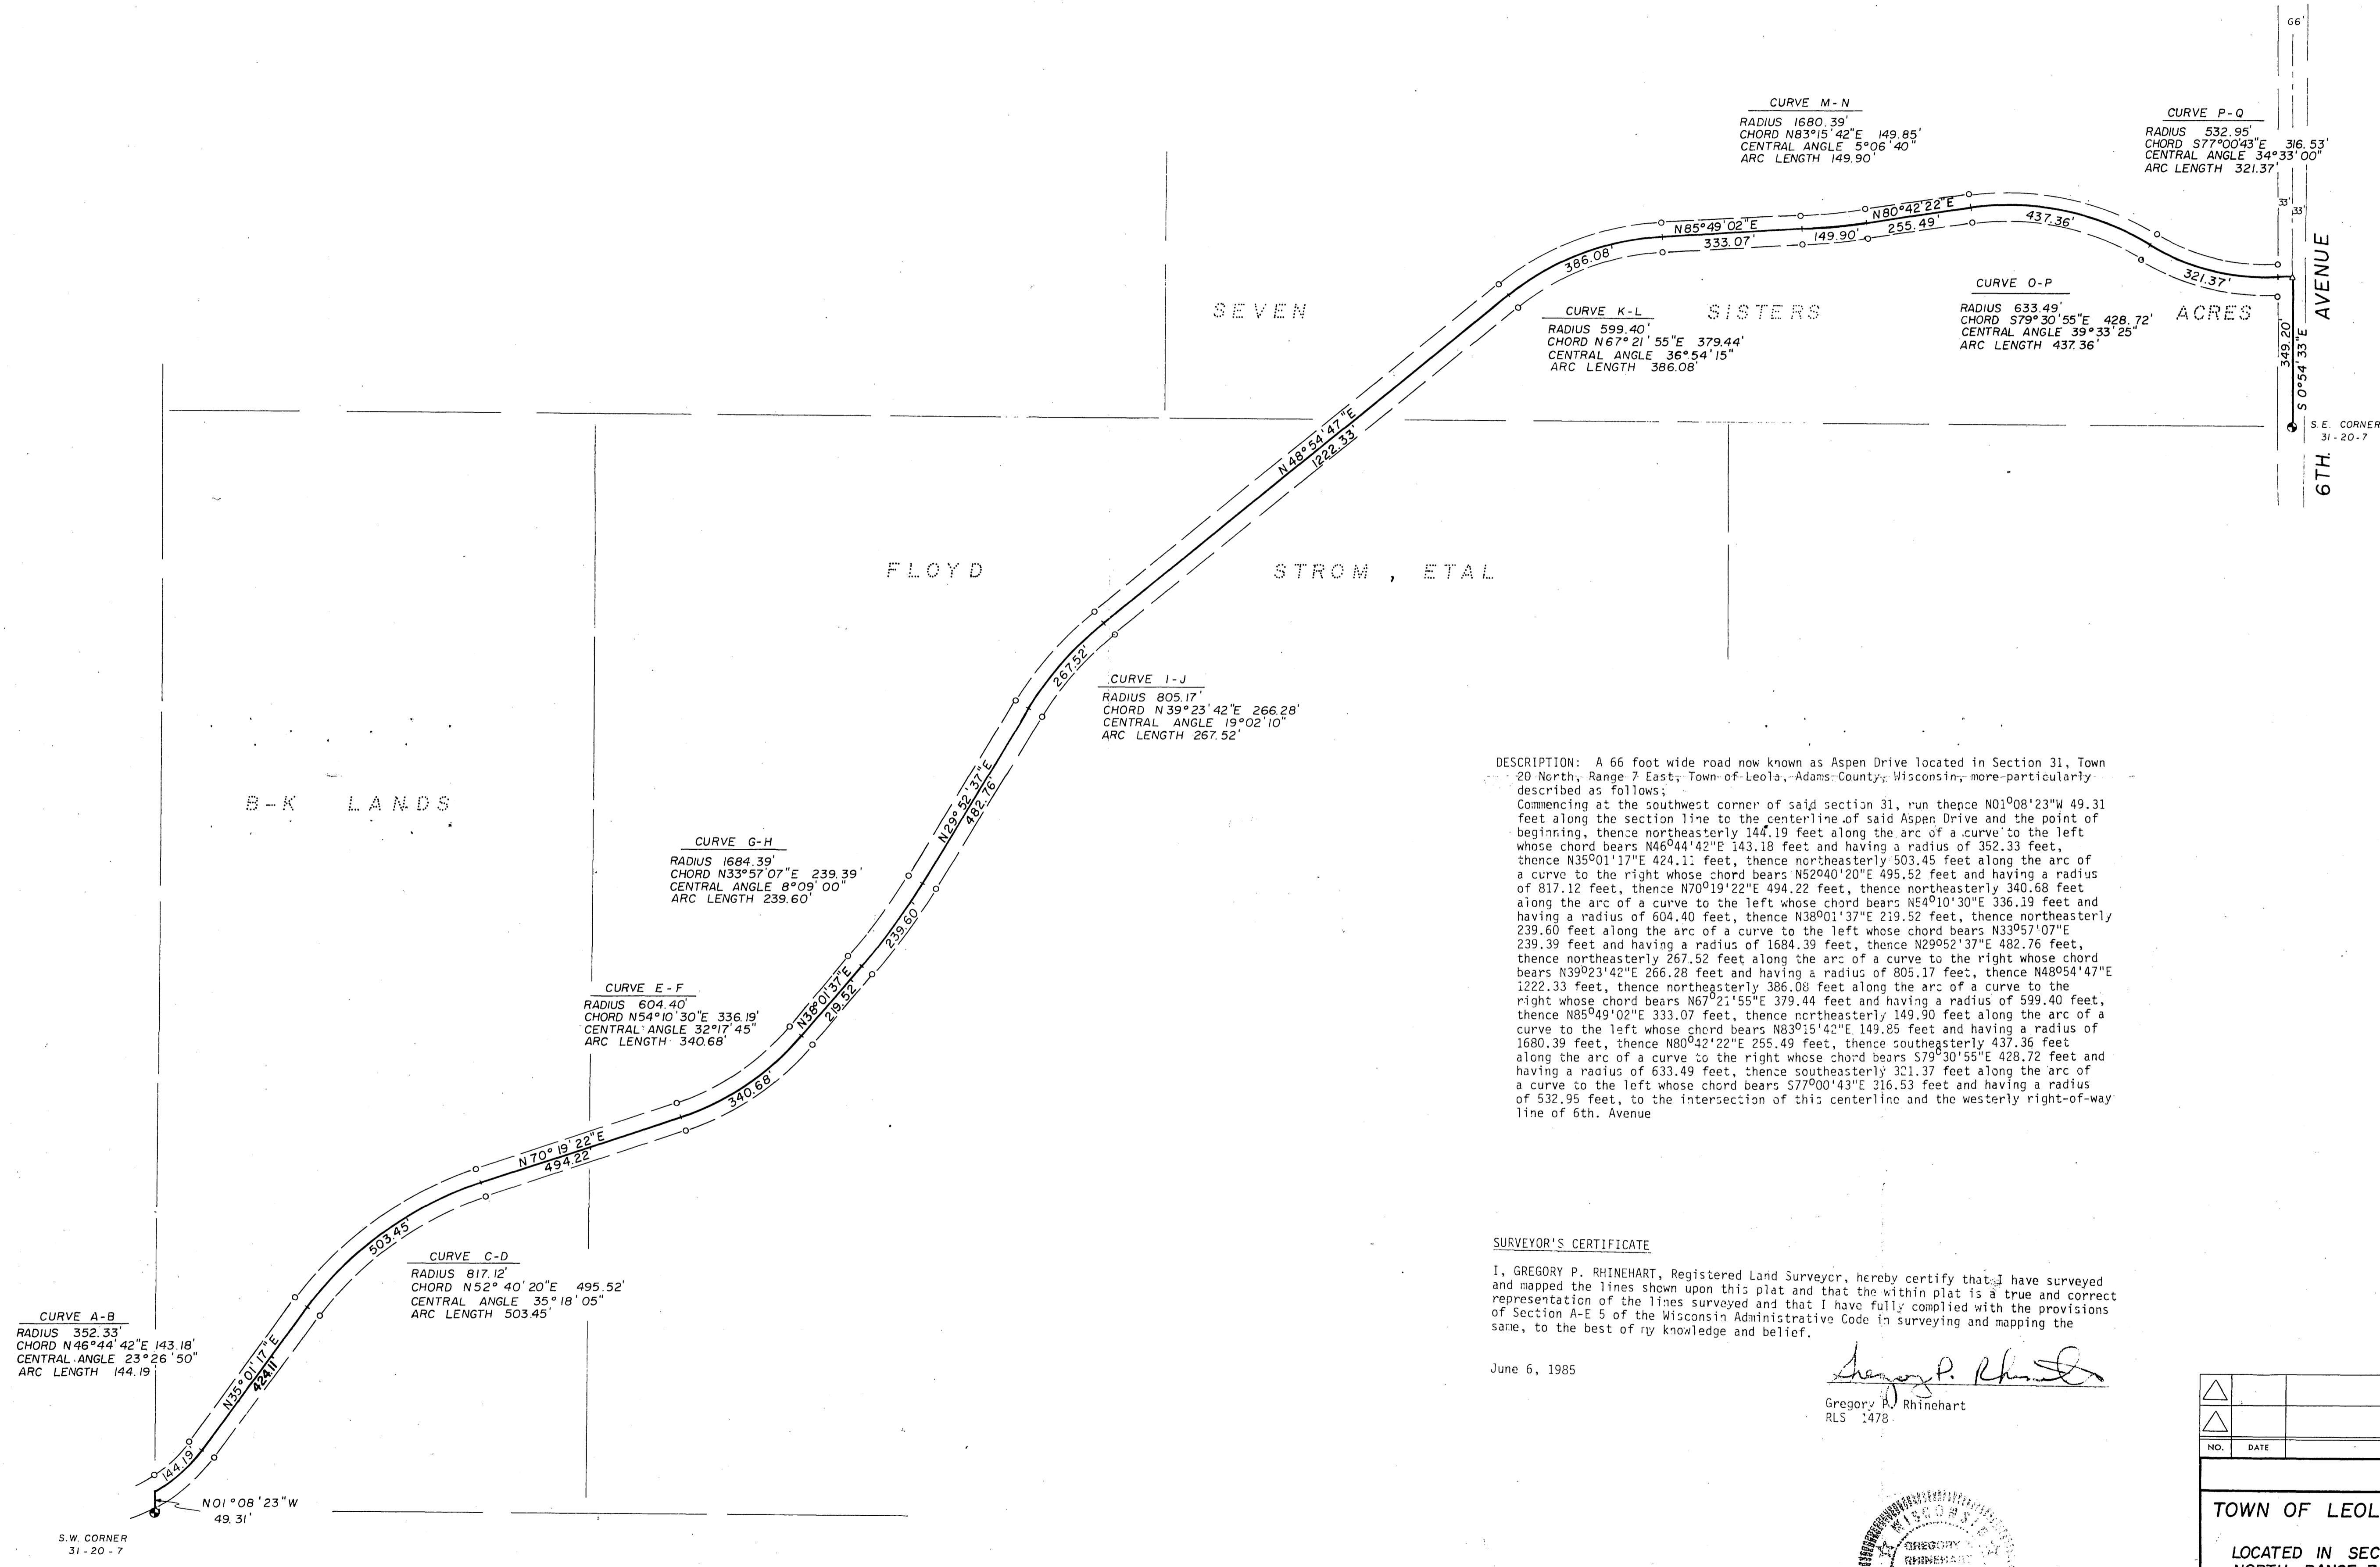 66'
CURVE M-N
RADIUS 1680.39'
CHORD N83°15'42"E 149.85'
CENTRAL ANGLE 5°06'40"
ARC LENGTH 149.90'
CURVE P-Q
RADIUS 532.95'
CHORD S77°00'43"E 316.53'
CENTRAL ANGLE 34°33'00"
ARC LENGTH 321.37'
33'
33'
N85°49'02"E
333.07'
149.90'
N80°42'22"E
255.49'
437.36'
321.37'
386.08'
6TH. AVENUE
349.20'
S 0°54'33"E
S.E. CORNER
31-20-7
SEVEN SISTERS ACRES
CURVE K-L
RADIUS 599.40'
CHORD N67°21'55"E 379.44'
CENTRAL ANGLE 36°54'15"
ARC LENGTH 386.08'
CURVE O-P
RADIUS 633.49'
CHORD S79°30'55"E 428.72'
CENTRAL ANGLE 39°33'25"
ARC LENGTH 437.36'
N48°54'47"E
1222.33'
FLOYD STROM, ETAL
267.52'
CURVE I-J
RADIUS 805.17'
CHORD N39°23'42"E 266.28'
CENTRAL ANGLE 19°02'10"
ARC LENGTH 267.52'
B-K LANDS
N29°52'37"E
482.76'
CURVE G-H
RADIUS 1684.39'
CHORD N33°57'07"E 239.39'
CENTRAL ANGLE 8°09'00"
ARC LENGTH 239.60'
239.60'
CURVE E-F
RADIUS 604.40'
CHORD N54°10'30"E 336.19'
CENTRAL ANGLE 32°17'45"
ARC LENGTH 340.68'
N38°01'37"E
219.52'
340.68'
N70°19'22"E
494.22'
503.45'
CURVE C-D
RADIUS 817.12'
CHORD N52°40'20"E 495.52'
CENTRAL ANGLE 35°18'05"
ARC LENGTH 503.45'
CURVE A-B
RADIUS 352.33'
CHORD N46°44'42"E 143.18'
CENTRAL ANGLE 23°26'50"
ARC LENGTH 144.19'
N35°01'17"E
424.11'
144.19'
N01°08'23"W
49.31'
S.W. CORNER
31-20-7
DESCRIPTION: A 66 foot wide road now known as Aspen Drive located in Section 31, Town
20 North, Range 7 East, Town of Leola, Adams County, Wisconsin, more particularly
described as follows;
Commencing at the southwest corner of said section 31, run thence N01°08'23"W 49.31
feet along the section line to the centerline of said Aspen Drive and the point of
beginning, thence northeasterly 144.19 feet along the arc of a curve to the left
whose chord bears N46°44'42"E 143.18 feet and having a radius of 352.33 feet,
thence N35°01'17"E 424.11 feet, thence northeasterly 503.45 feet along the arc of
a curve to the right whose chord bears N52°40'20"E 495.52 feet and having a radius
of 817.12 feet, thence N70°19'22"E 494.22 feet, thence northeasterly 340.68 feet
along the arc of a curve to the left whose chord bears N54°10'30"E 336.19 feet and
having a radius of 604.40 feet, thence N38°01'37"E 219.52 feet, thence northeasterly
239.60 feet along the arc of a curve to the left whose chord bears N33°57'07"E
239.39 feet and having a radius of 1684.39 feet, thence N29°52'37"E 482.76 feet,
thence northeasterly 267.52 feet along the arc of a curve to the right whose chord
bears N39°23'42"E 266.28 feet and having a radius of 805.17 feet, thence N48°54'47"E
1222.33 feet, thence northeasterly 386.08 feet along the arc of a curve to the
right whose chord bears N67°21'55"E 379.44 feet and having a radius of 599.40 feet,
thence N85°49'02"E 333.07 feet, thence northeasterly 149.90 feet along the arc of a
curve to the left whose chord bears N83°15'42"E 149.85 feet and having a radius of
1680.39 feet, thence N80°42'22"E 255.49 feet, thence southeasterly 437.36 feet
along the arc of a curve to the right whose chord bears S79°30'55"E 428.72 feet and
having a radius of 633.49 feet, thence southeasterly 321.37 feet along the arc of
a curve to the left whose chord bears S77°00'43"E 316.53 feet and having a radius
of 532.95 feet, to the intersection of this centerline and the westerly right-of-way
line of 6th. Avenue
SURVEYOR'S CERTIFICATE
I, GREGORY P. RHINEHART, Registered Land Surveyor, hereby certify that I have surveyed
and mapped the lines shown upon this plat and that the within plat is a true and correct
representation of the lines surveyed and that I have fully complied with the provisions
of Section A-E 5 of the Wisconsin Administrative Code in surveying and mapping the
same, to the best of my knowledge and belief.
June 6, 1985
Gregory P. Rhinehart
Gregory P. Rhinehart
RLS 1478
WISCONSIN
GREGORY
RHINEHART
NO. DATE
TOWN OF LEOL
LOCATED IN SEC